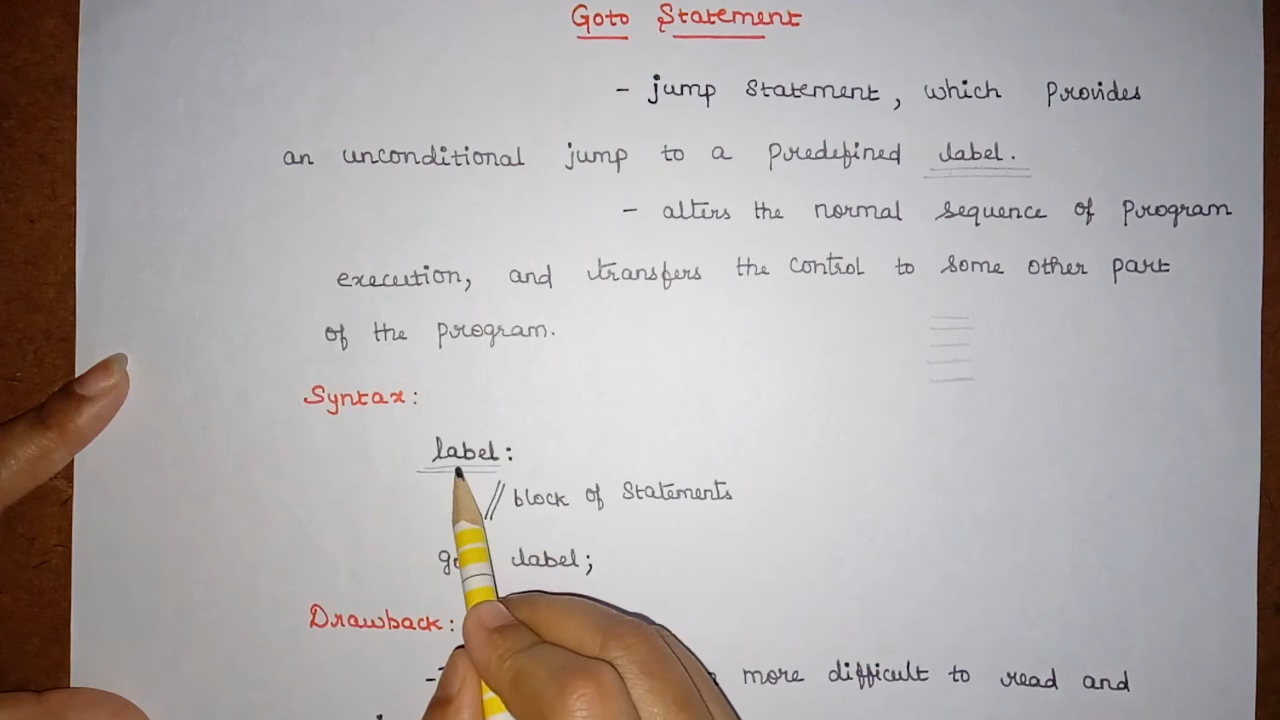 Goto Statement
- jump Statement, which provides
an unconditional jump to a predefined label.
- alters the normal sequence of program
execution, and transfers the control to some other part
of the program.
Syntax:
label:
// block of Statements
label;
Drawback:
- more difficult to read and